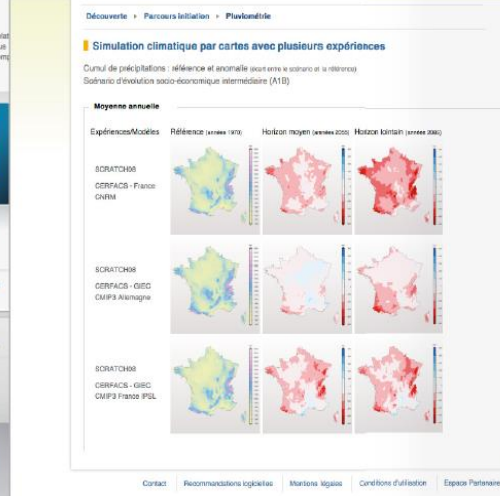 Découverte ▸ Parcours Initiation ▸ Pluviométrie
Simulation climatique par cartes avec plusieurs expériences
Cumul de précipitations : référence et anomalie (écart entre le scénario et la référence)
Scénario d'évolution socio-économique intermédiaire (A1B)
Moyenne annuelle
Expériences/Modèles Référence (années 1970) Horizon moyen (années 2055) Horizon lointain (années 2085)
SCRATCH08
CERFACS - France
CNRM
SCRATCH08
CERFACS - GIEC
CMIP3 Allemagne
SCRATCH08
CERFACS - GIEC
CMIP3 France IPSL
Contact Recommandations logicielles Mentions légales Conditions d'utilisation Espace Partenaire